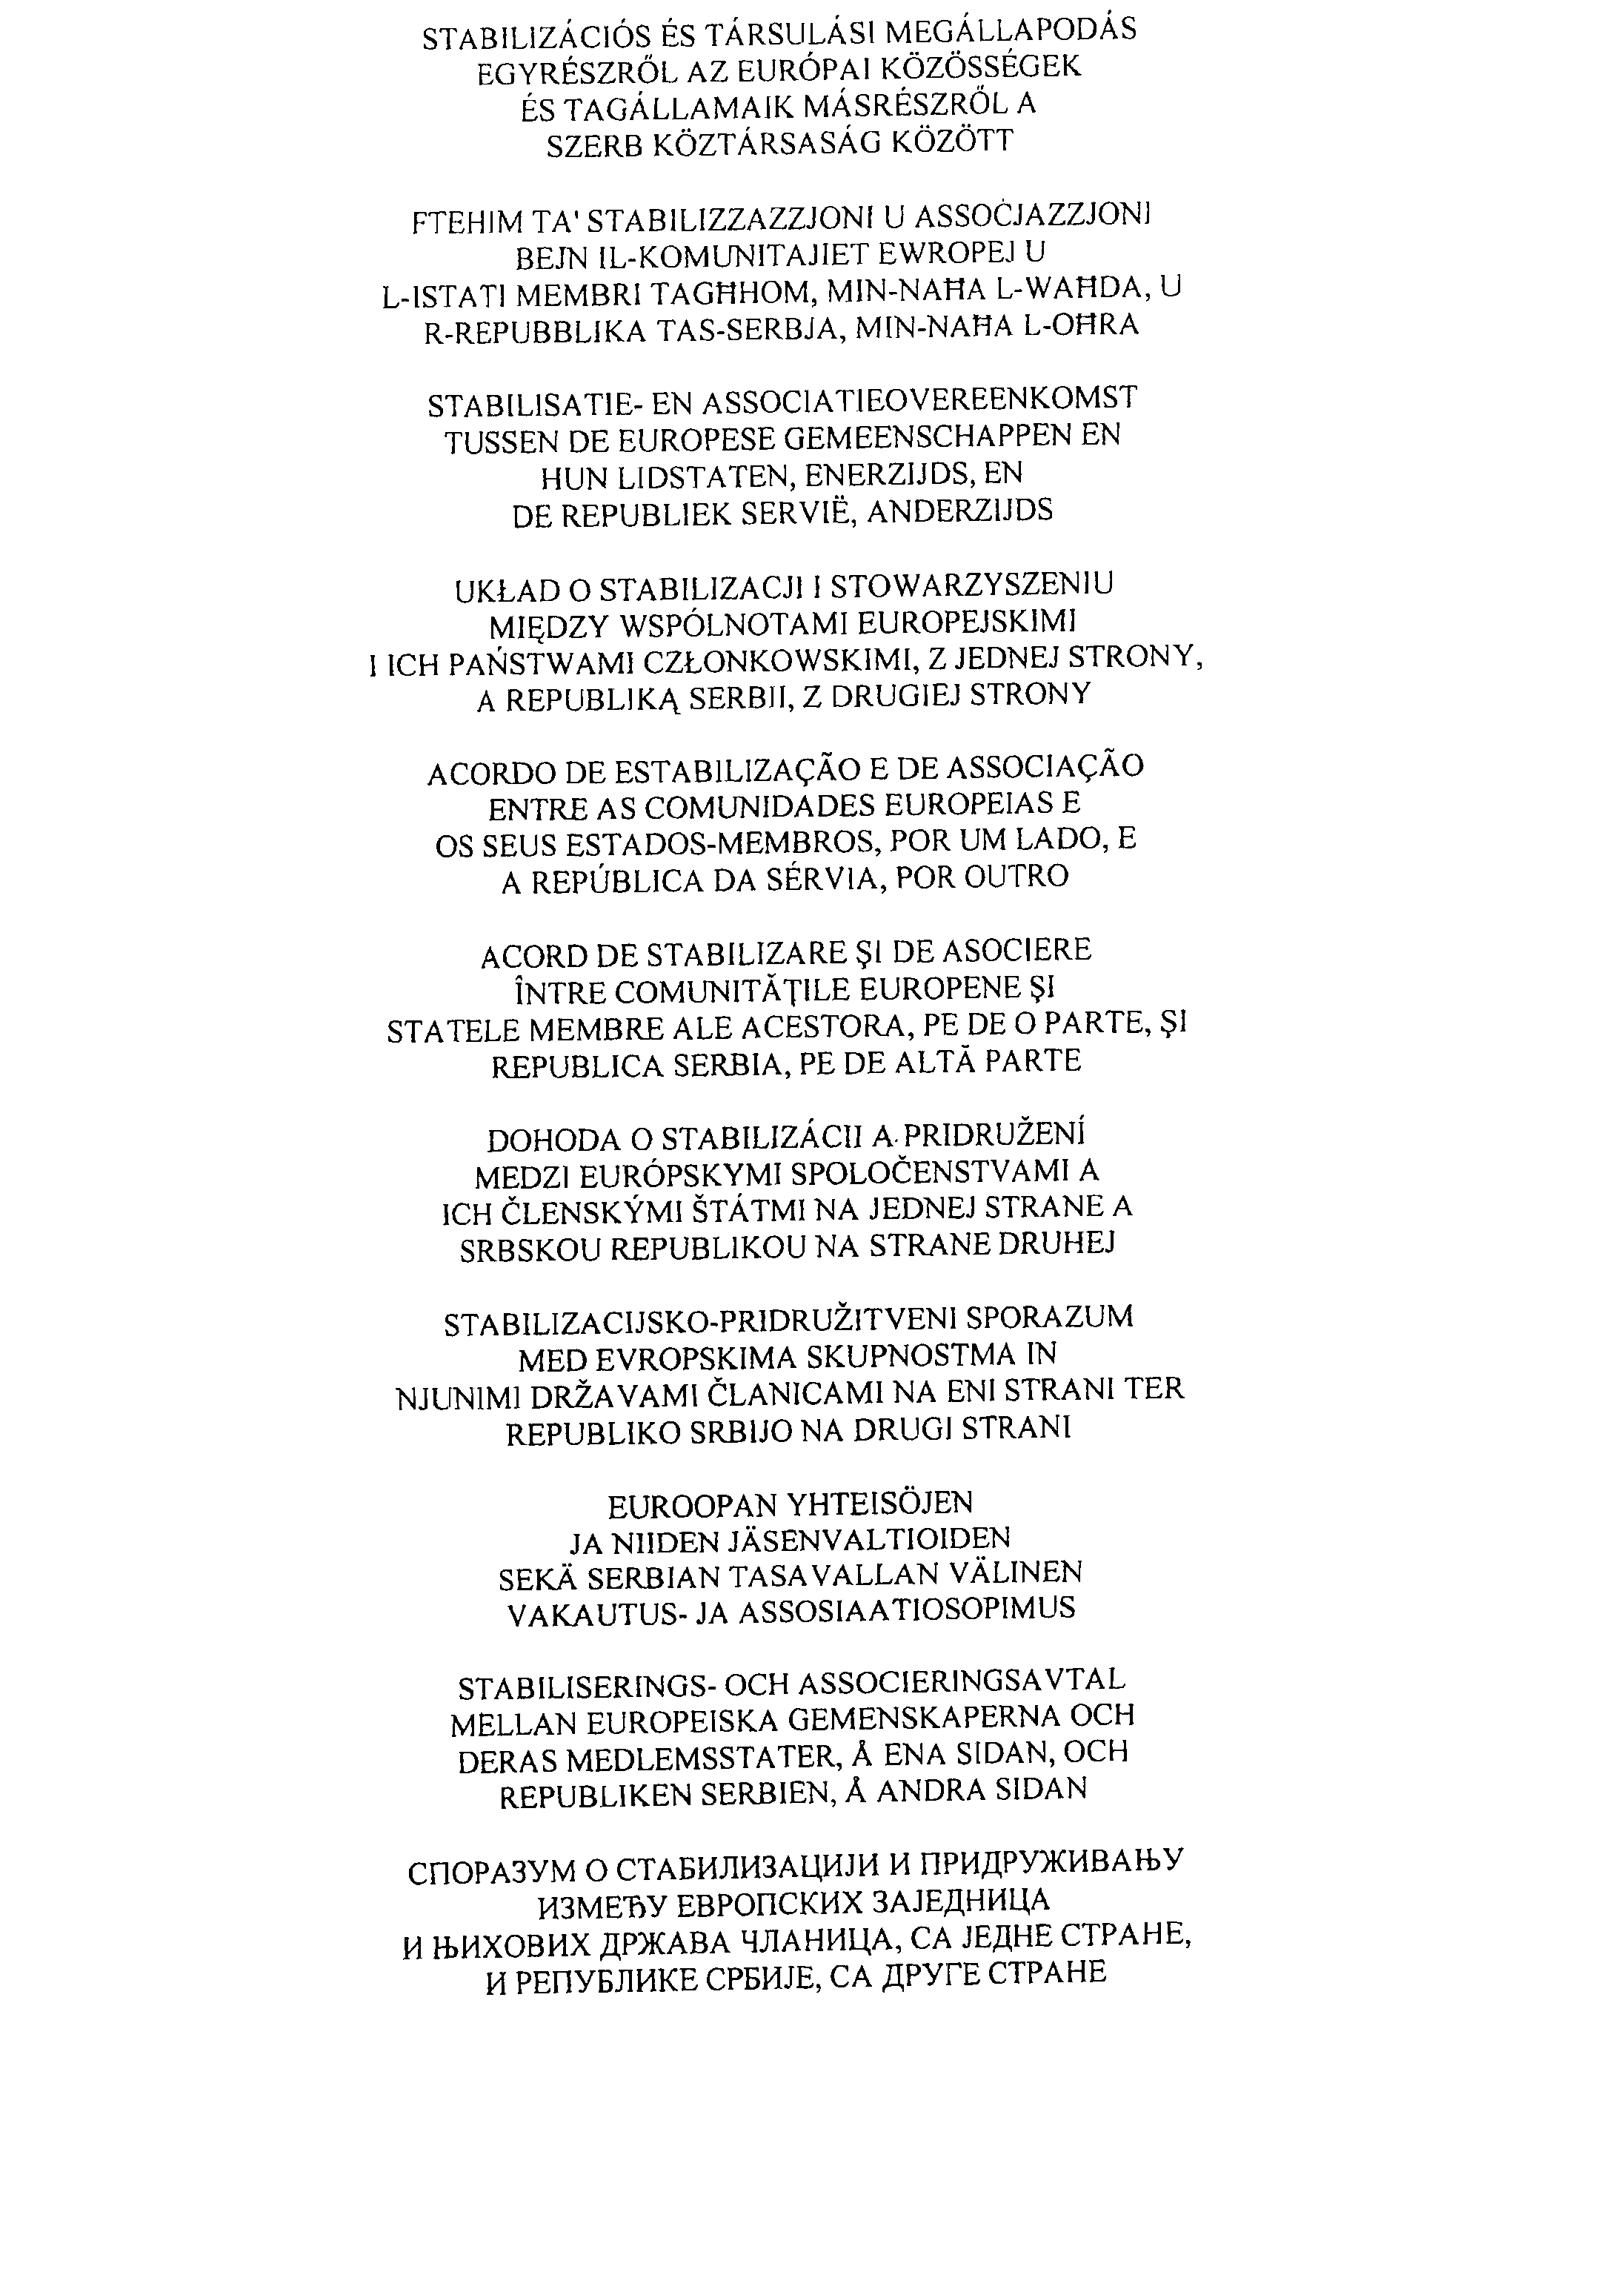 STABILIZÁCIÓS ÉS TÁRSULÁSI MEGÁLLAPODÁS
EGYRÉSZRŐL AZ EURÓPAI KÖZÖSSÉGEK
ÉS TAGÁLLAMAIK MÁSRÉSZRŐL A
SZERB KÖZTÁRSASÁG KÖZÖTT
FTEHIM TA' STABILIZZAZZJONI U ASSOĊJAZZJONI
BEJN IL-KOMUNITAJIET EWROPEJ U
L-ISTATI MEMBRI TAGĦHOM, MIN-NAĦA L-WAĦDA, U
R-REPUBBLIKA TAS-SERBJA, MIN-NAĦA L-OĦRA
STABILISATIE- EN ASSOCIATIEOVEREENKOMST
TUSSEN DE EUROPESE GEMEENSCHAPPEN EN
HUN LIDSTATEN, ENERZIJDS, EN
DE REPUBLIEK SERVIË, ANDERZIJDS
UKŁAD O STABILIZACJI I STOWARZYSZENIU
MIĘDZY WSPÓLNOTAMI EUROPEJSKIMI
I ICH PAŃSTWAMI CZŁONKOWSKIMI, Z JEDNEJ STRONY,
A REPUBLIKĄ SERBII, Z DRUGIEJ STRONY
ACORDO DE ESTABILIZAÇÃO E DE ASSOCIAÇÃO
ENTRE AS COMUNIDADES EUROPEIAS E
OS SEUS ESTADOS-MEMBROS, POR UM LADO, E
A REPÚBLICA DA SÉRVIA, POR OUTRO
ACORD DE STABILIZARE ŞI DE ASOCIERE
ÎNTRE COMUNITĂŢILE EUROPENE ŞI
STATELE MEMBRE ALE ACESTORA, PE DE O PARTE, ŞI
REPUBLICA SERBIA, PE DE ALTĂ PARTE
DOHODA O STABILIZÁCII A PRIDRUŽENÍ
MEDZI EURÓPSKYMI SPOLOČENSTVAMI A
ICH ČLENSKÝMI ŠTÁTMI NA JEDNEJ STRANE A
SRBSKOU REPUBLIKOU NA STRANE DRUHEJ
STABILIZACIJSKO-PRIDRUŽITVENI SPORAZUM
MED EVROPSKIMA SKUPNOSTMA IN
NJUNIMI DRŽAVAMI ČLANICAMI NA ENI STRANI TER
REPUBLIKO SRBIJO NA DRUGI STRANI
EUROOPAN YHTEISÖJEN
JA NIIDEN JÄSENVALTIOIDEN
SEKÄ SERBIAN TASAVALLAN VÄLINEN
VAKAUTUS- JA ASSOSIAATIOSOPIMUS
STABILISERINGS- OCH ASSOCIERINGSAVTAL
MELLAN EUROPEISKA GEMENSKAPERNA OCH
DERAS MEDLEMSSTATER, Å ENA SIDAN, OCH
REPUBLIKEN SERBIEN, Å ANDRA SIDAN
СПОРАЗУМ О СТАБИЛИЗАЦИЈИ И ПРИДРУЖИВАЊУ
ИЗМЕЂУ ЕВРОПСКИХ ЗАЈЕДНИЦА
И ЊИХОВИХ ДРЖАВА ЧЛАНИЦА, СА ЈЕДНЕ СТРАНЕ,
И РЕПУБЛИКЕ СРБИЈЕ, СА ДРУГЕ СТРАНЕ